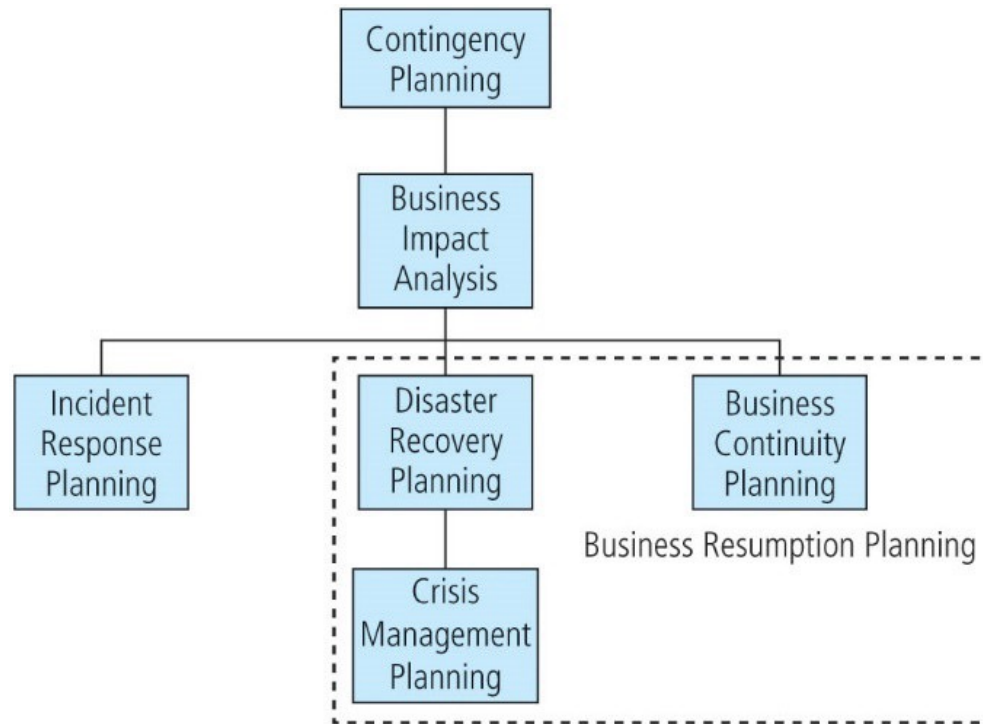 Contingency
Planning
Business
Impact
Analysis
Incident
Response
Planning
Disaster
Recovery
Planning
Business
Continuity
Planning
Business Resumption Planning
Crisis
Management
Planning